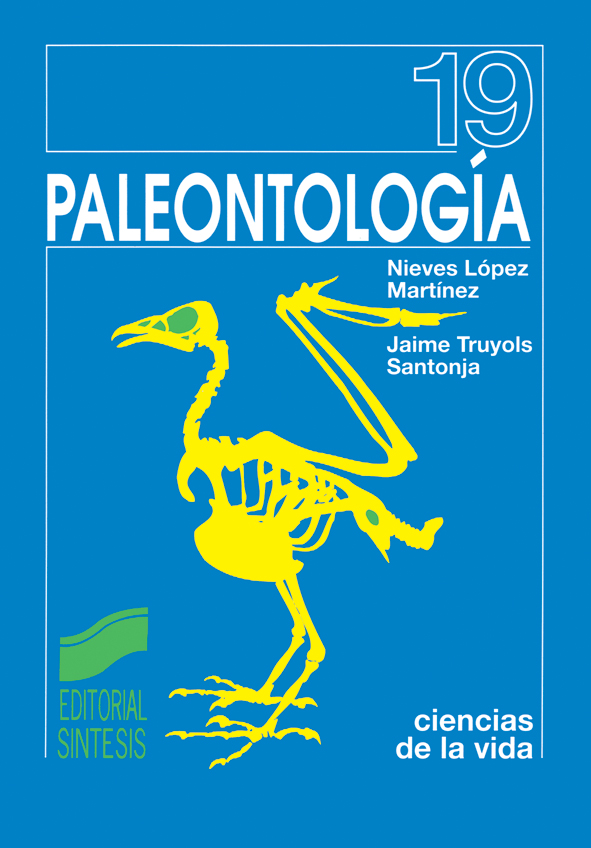 19
PALEONTOLOGÍA
Nieves López
Martínez
Jaime Truyols
Santonja
EDITORIAL
SINTESIS
ciencias
de la vida